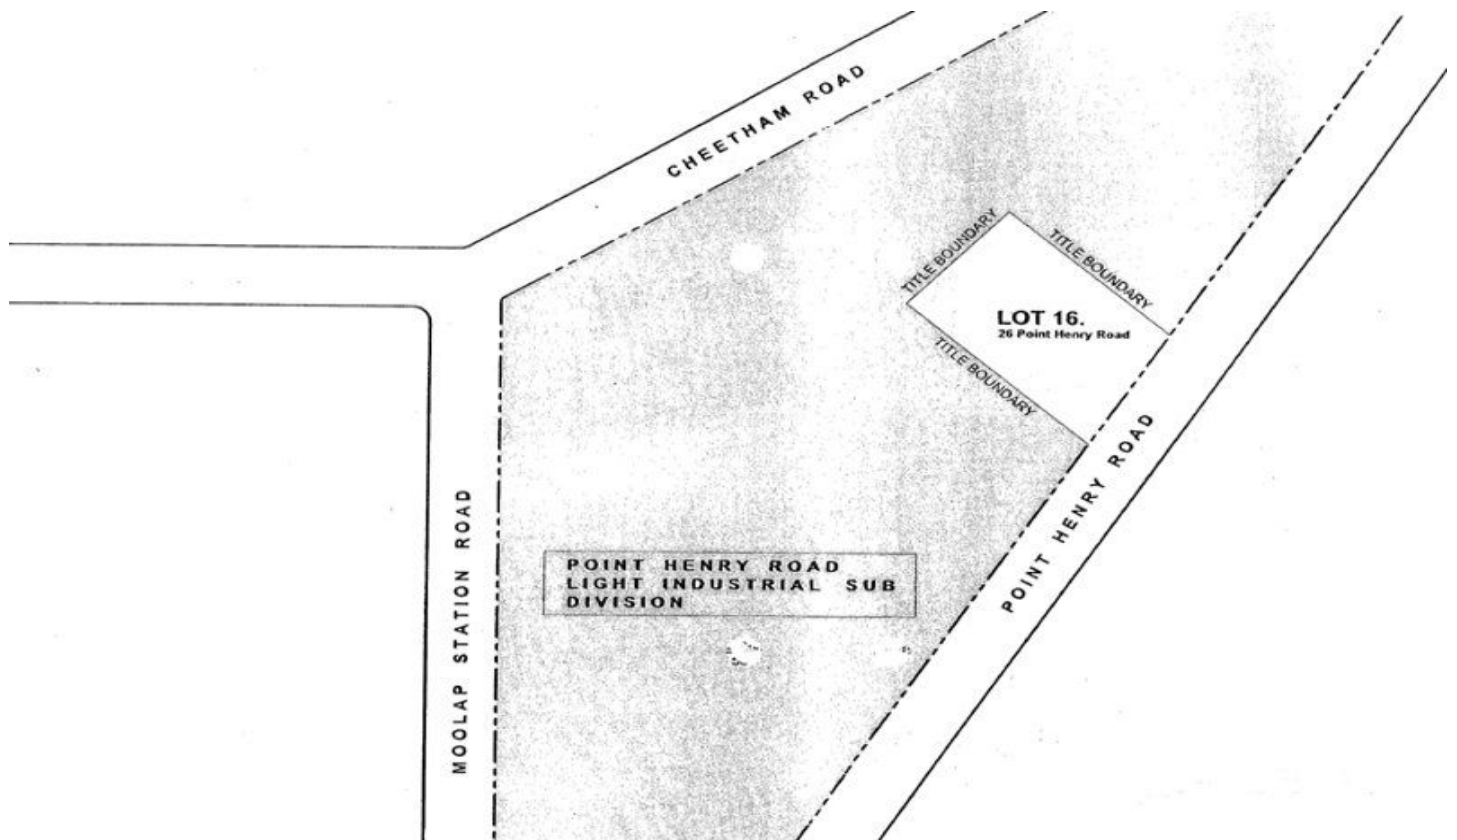 CHEETHAM ROAD
TITLE BOUNDARY
TITLE BOUNDARY
LOT 16.
26 Point Henry Road
TITLE BOUNDARY
POINT HENRY ROAD
MOOLAP STATION ROAD
POINT HENRY ROAD
LIGHT INDUSTRIAL SUB
DIVISION